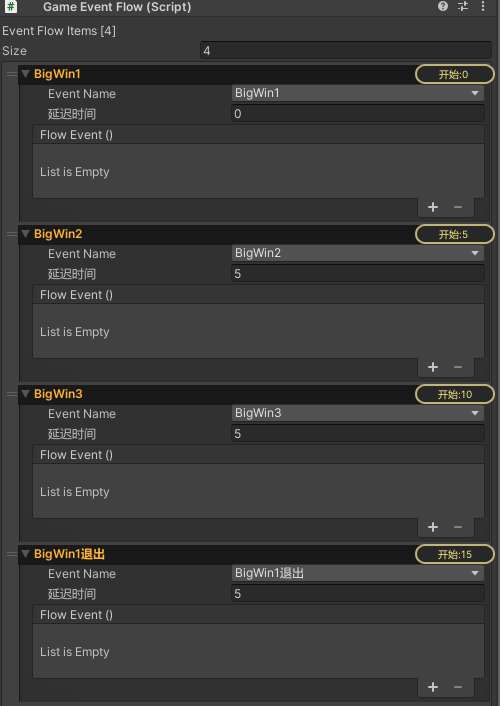 Game Event Flow (Script)
Event Flow Items [4]
Size 4
BigWin1 开始:0
Event Name BigWin1
延迟时间 0
Flow Event ()
List is Empty
BigWin2 开始:5
Event Name BigWin2
延迟时间 5
Flow Event ()
List is Empty
BigWin3 开始:10
Event Name BigWin3
延迟时间 5
Flow Event ()
List is Empty
BigWin1退出 开始:15
Event Name BigWin1退出
延迟时间 5
Flow Event ()
List is Empty